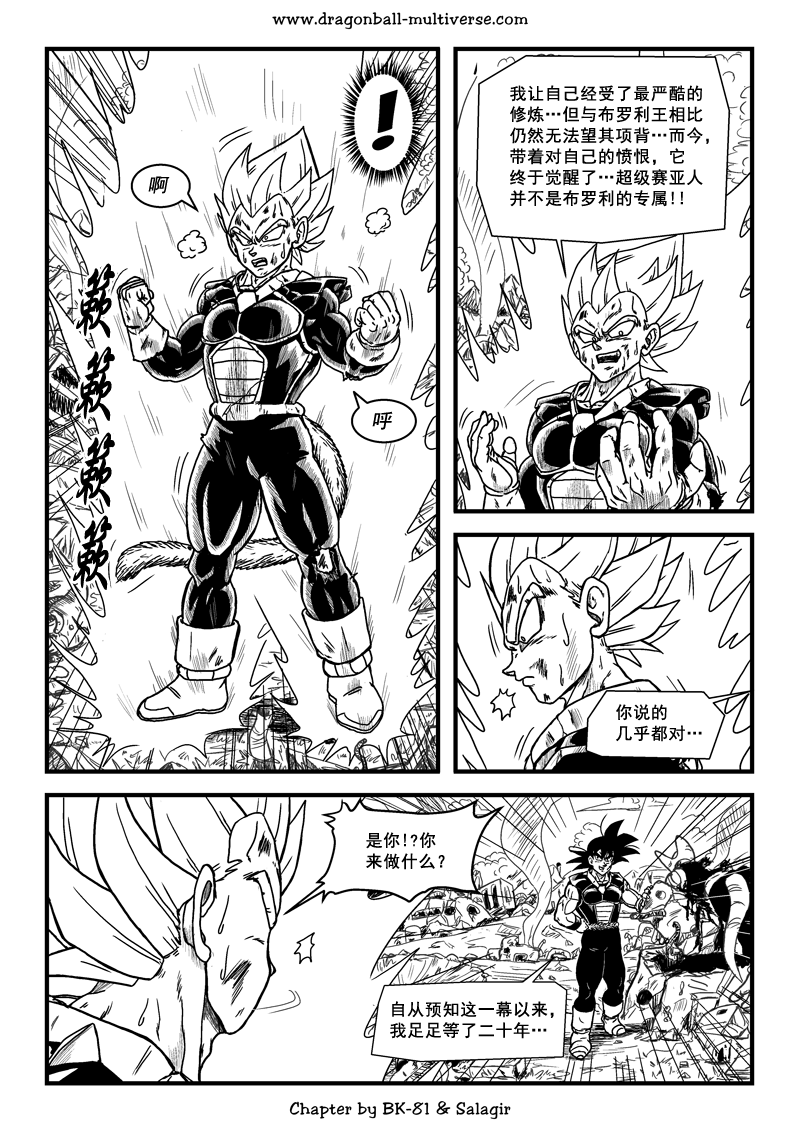 www.dragonball-multiverse.com
!
啊
呼
簌
簌
簌
簌
我让自己经受了最严酷的
修炼…但与布罗利王相比
仍然无法望其项背…而今,
带着对自己的愤恨，它
终于觉醒了…超级赛亚人
并不是布罗利的专属!!
你说的
几乎都对…
是你!?你
来做什么?
自从预知这一幕以来,
我足足等了二十年…
Chapter by BK-81 & Salagir